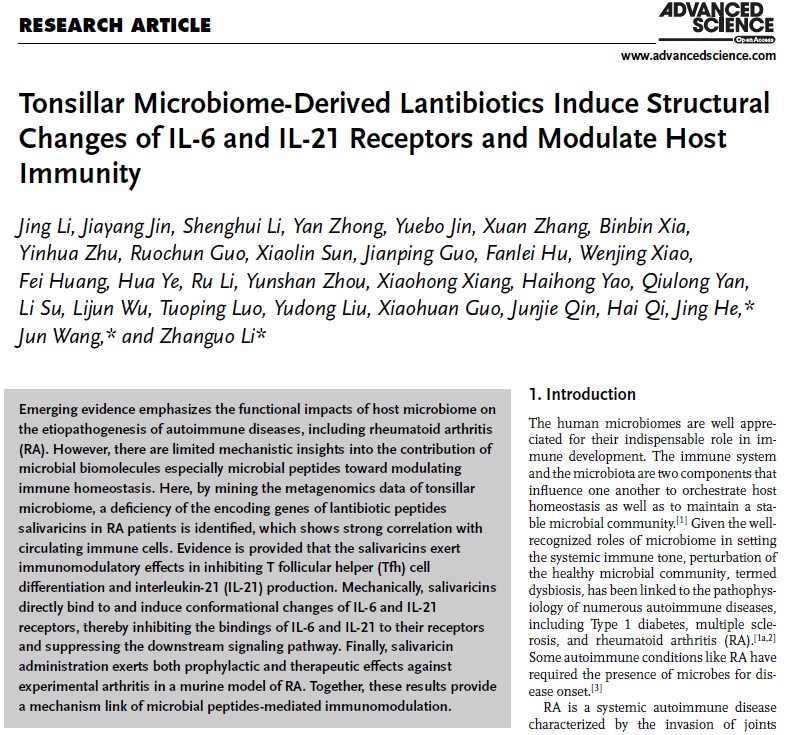 RESEARCH ARTICLE
ADVANCED
SCIENCE
Open Access
www.advancedscience.com
Tonsillar Microbiome-Derived Lantibiotics Induce Structural
Changes of IL-6 and IL-21 Receptors and Modulate Host
Immunity
Jing Li, Jiayang Jin, Shenghui Li, Yan Zhong, Yuebo Jin, Xuan Zhang, Binbin Xia,
Yinhua Zhu, Ruochun Guo, Xiaolin Sun, Jianping Guo, Fanlei Hu, Wenjing Xiao,
Fei Huang, Hua Ye, Ru Li, Yunshan Zhou, Xiaohong Xiang, Haihong Yao, Qiulong Yan,
Li Su, Lijun Wu, Tuoping Luo, Yudong Liu, Xiaohuan Guo, Junjie Qin, Hai Qi, Jing He,*
Jun Wang,* and Zhanguo Li*
Emerging evidence emphasizes the functional impacts of host microbiome on
the etiopathogenesis of autoimmune diseases, including rheumatoid arthritis
(RA). However, there are limited mechanistic insights into the contribution of
microbial biomolecules especially microbial peptides toward modulating
immune homeostasis. Here, by mining the metagenomics data of tonsillar
microbiome, a deficiency of the encoding genes of lantibiotic peptides
salivaricins in RA patients is identified, which shows strong correlation with
circulating immune cells. Evidence is provided that the salivaricins exert
immunomodulatory effects in inhibiting T follicular helper (Tfh) cell
differentiation and interleukin-21 (IL-21) production. Mechanically, salivaricins
directly bind to and induce conformational changes of IL-6 and IL-21
receptors, thereby inhibiting the bindings of IL-6 and IL-21 to their receptors
and suppressing the downstream signaling pathway. Finally, salivaricin
administration exerts both prophylactic and therapeutic effects against
experimental arthritis in a murine model of RA. Together, these results provide
a mechanism link of microbial peptides-mediated immunomodulation.
1. Introduction
The human microbiomes are well appre-
ciated for their indispensable role in im-
mune development. The immune system
and the microbiota are two components that
influence one another to orchestrate host
homeostasis as well as to maintain a sta-
ble microbial community.[1] Given the well-
recognized roles of microbiome in setting
the systemic immune tone, perturbation of
the healthy microbial community, termed
dysbiosis, has been linked to the pathophys-
iology of numerous autoimmune diseases,
including Type 1 diabetes, multiple scle-
rosis, and rheumatoid arthritis (RA).[1a,2]
Some autoimmune conditions like RA have
required the presence of microbes for dis-
ease onset.[3]
RA is a systemic autoimmune disease
characterized by the invasion of joints